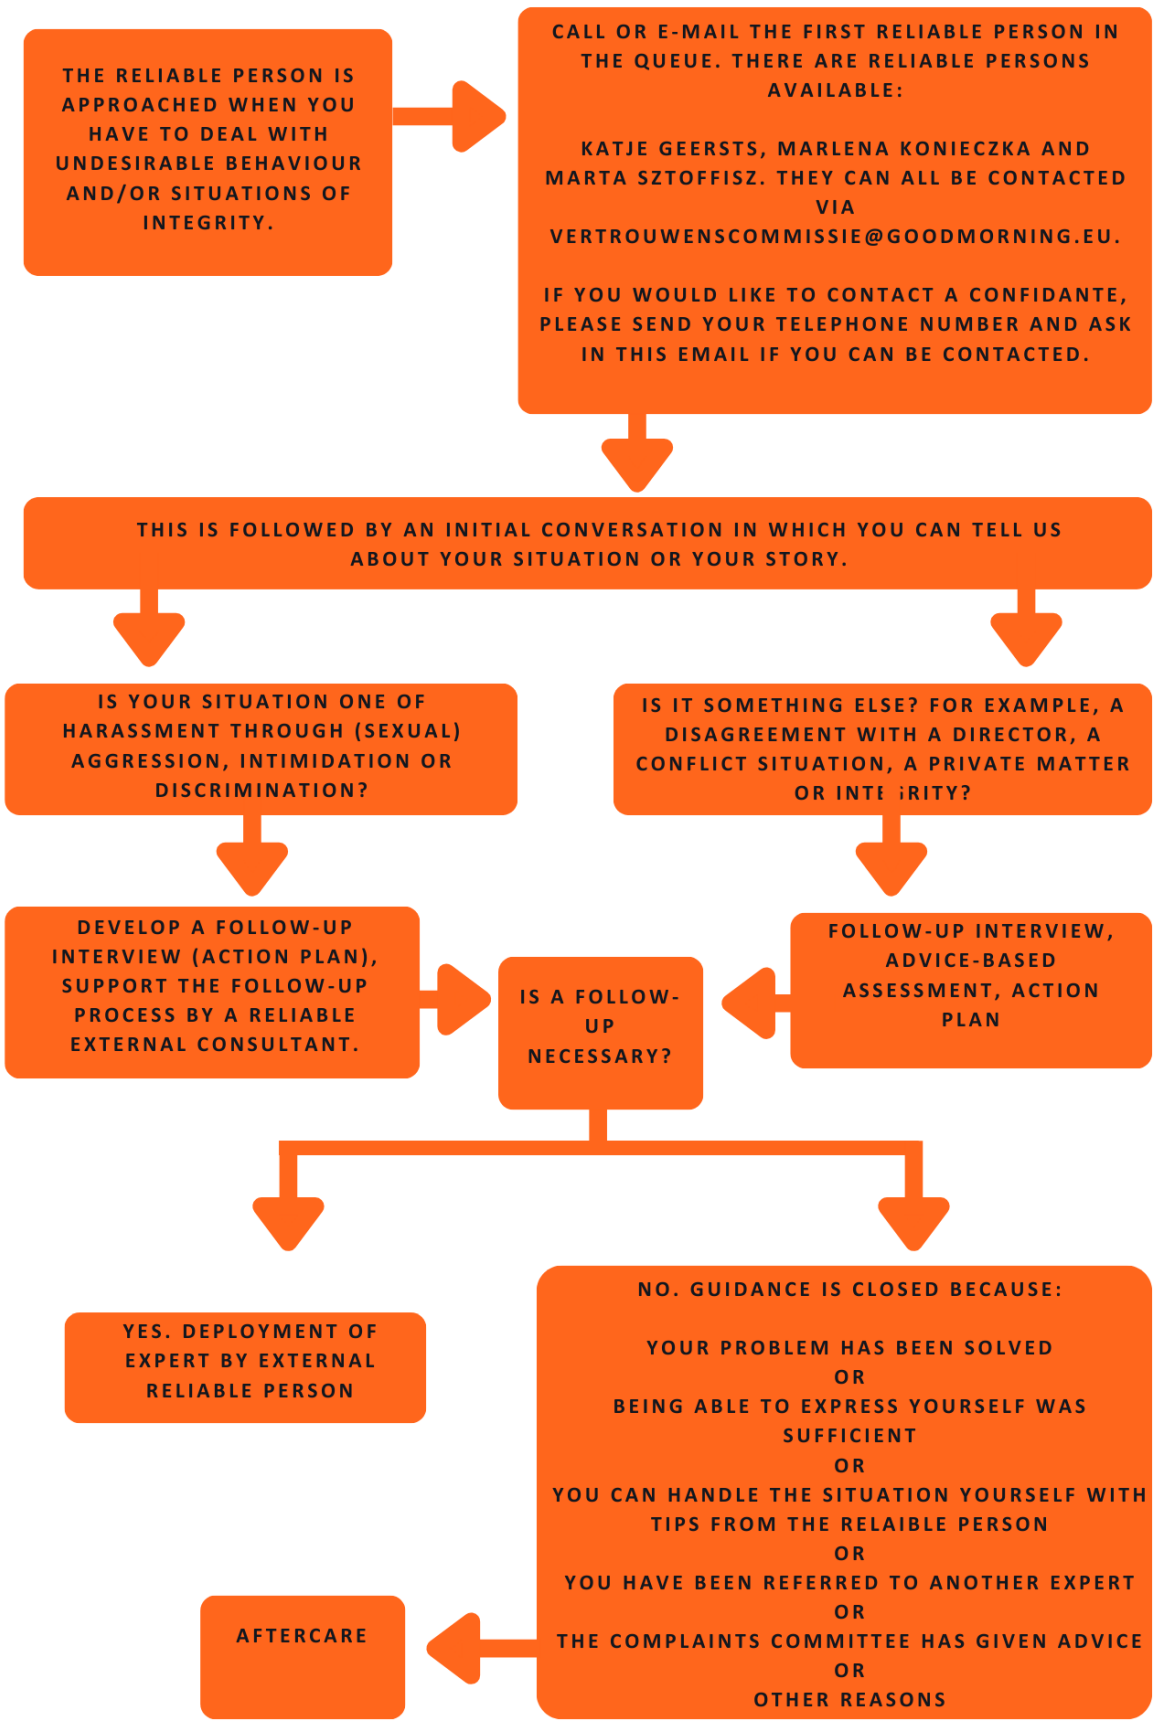 THE RELIABLE PERSON IS
APPROACHED WHEN YOU
HAVE TO DEAL WITH
UNDESIRABLE BEHAVIOUR
AND/OR SITUATIONS OF
INTEGRITY.
CALL OR E-MAIL THE FIRST RELIABLE PERSON IN
THE QUEUE. THERE ARE RELIABLE PERSONS
AVAILABLE:
KATJE GEERSTS, MARLENA KONIECZKA AND
MARTA SZTOFFISZ. THEY CAN ALL BE CONTACTED
VIA
VERTROUWENSCOMMISSIE@GOODMORNING.EU.
IF YOU WOULD LIKE TO CONTACT A CONFIDANTE,
PLEASE SEND YOUR TELEPHONE NUMBER AND ASK
IN THIS EMAIL IF YOU CAN BE CONTACTED.
THIS IS FOLLOWED BY AN INITIAL CONVERSATION IN WHICH YOU CAN TELL US
ABOUT YOUR SITUATION OR YOUR STORY.
IS YOUR SITUATION ONE OF
HARASSMENT THROUGH (SEXUAL)
AGGRESSION, INTIMIDATION OR
DISCRIMINATION?
IS IT SOMETHING ELSE? FOR EXAMPLE, A
DISAGREEMENT WITH A DIRECTOR, A
CONFLICT SITUATION, A PRIVATE MATTER
OR INTEGRITY?
DEVELOP A FOLLOW-UP
INTERVIEW (ACTION PLAN),
SUPPORT THE FOLLOW-UP
PROCESS BY A RELIABLE
EXTERNAL CONSULTANT.
IS A FOLLOW-
UP
NECESSARY?
FOLLOW-UP INTERVIEW,
ADVICE-BASED
ASSESSMENT, ACTION
PLAN
YES. DEPLOYMENT OF
EXPERT BY EXTERNAL
RELIABLE PERSON
NO. GUIDANCE IS CLOSED BECAUSE:
YOUR PROBLEM HAS BEEN SOLVED
OR
BEING ABLE TO EXPRESS YOURSELF WAS
SUFFICIENT
OR
YOU CAN HANDLE THE SITUATION YOURSELF WITH
TIPS FROM THE RELAIBLE PERSON
OR
YOU HAVE BEEN REFERRED TO ANOTHER EXPERT
OR
THE COMPLAINTS COMMITTEE HAS GIVEN ADVICE
OR
OTHER REASONS
AFTERCARE